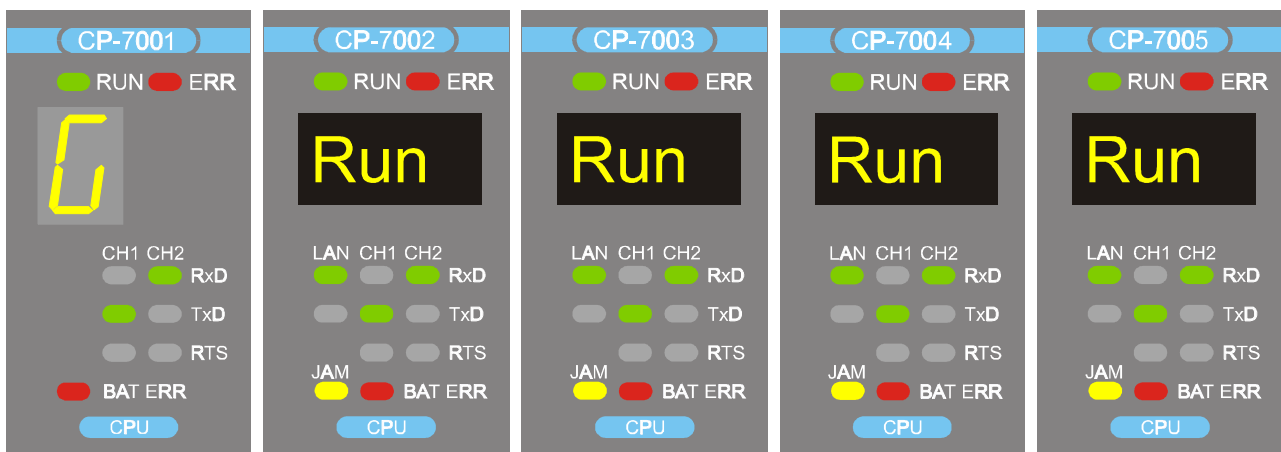 CP-7001
RUN ERR
G
CH1 CH2
RxD
TxD
RTS
BAT ERR
CPU
CP-7002
RUN ERR
Run
LAN CH1 CH2
RxD
TxD
RTS
JAM
BAT ERR
CPU
CP-7003
RUN ERR
Run
LAN CH1 CH2
RxD
TxD
RTS
JAM
BAT ERR
CPU
CP-7004
RUN ERR
Run
LAN CH1 CH2
RxD
TxD
RTS
JAM
BAT ERR
CPU
CP-7005
RUN ERR
Run
LAN CH1 CH2
RxD
TxD
RTS
JAM
BAT ERR
CPU